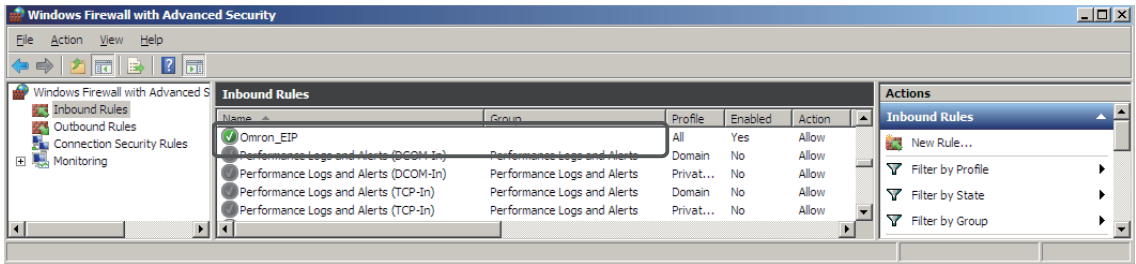 Windows Firewall with Advanced Security
File Action View Help
Windows Firewall with Advanced S
Inbound Rules
Outbound Rules
Connection Security Rules
Monitoring
Inbound Rules
Name Group Profile Enabled Action
Omron_EIP All Yes Allow
Performance Logs and Alerts (DCOM-In) Performance Logs and Alerts Domain No Allow
Performance Logs and Alerts (DCOM-In) Performance Logs and Alerts Privat... No Allow
Performance Logs and Alerts (TCP-In) Performance Logs and Alerts Domain No Allow
Performance Logs and Alerts (TCP-In) Performance Logs and Alerts Privat... No Allow
Actions
Inbound Rules
New Rule...
Filter by Profile
Filter by State
Filter by Group